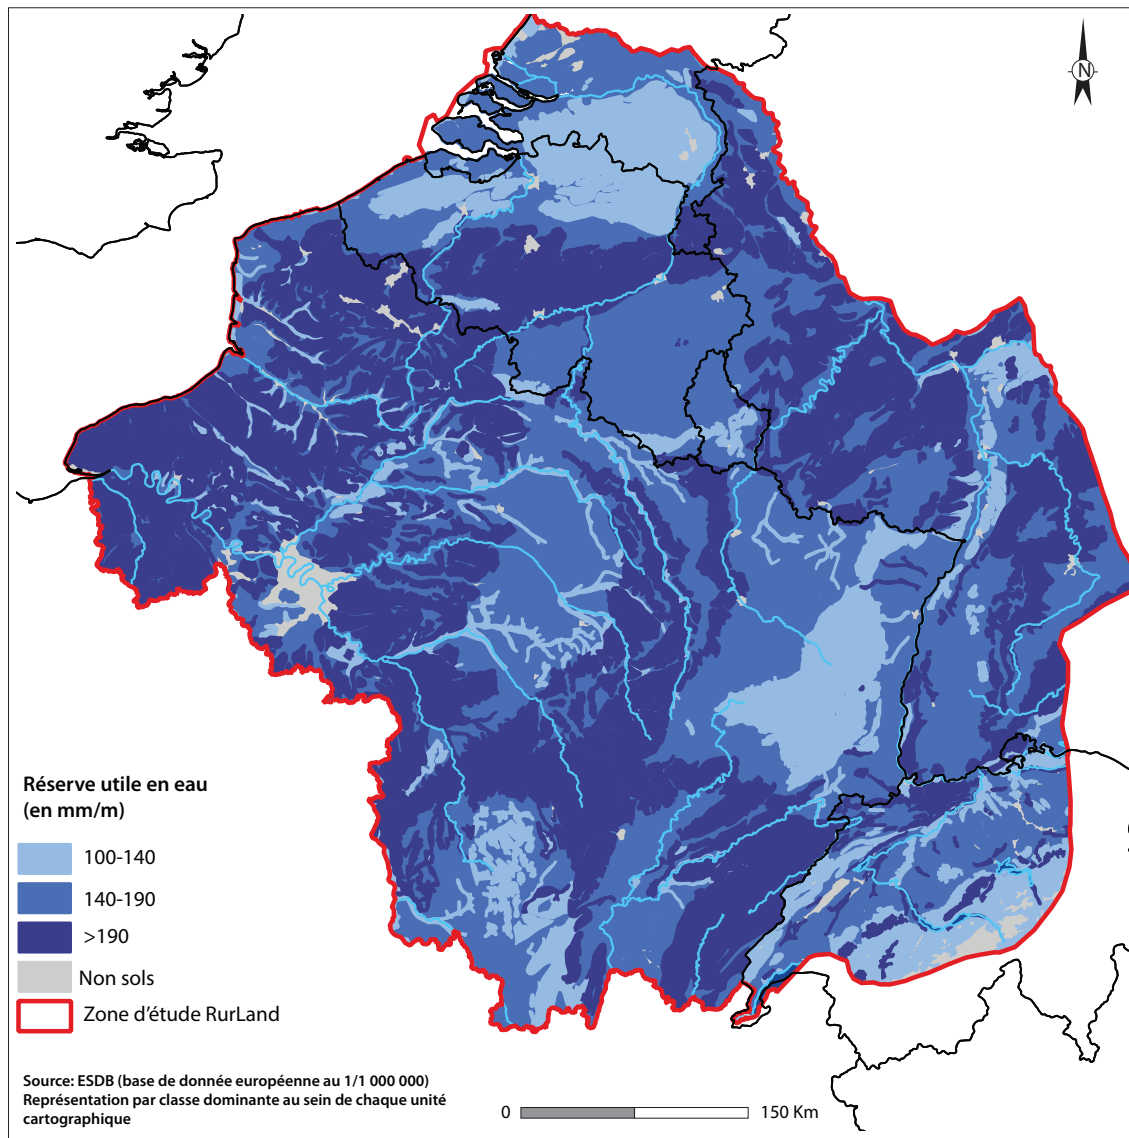 N
Réserve utile en eau
(en mm/m)
100-140
140-190
>190
Non sols
Zone d'étude RurLand
Source: ESDB (base de donnée européenne au 1/1 000 000)
Représentation par classe dominante au sein de chaque unité
cartographique
0 150 Km